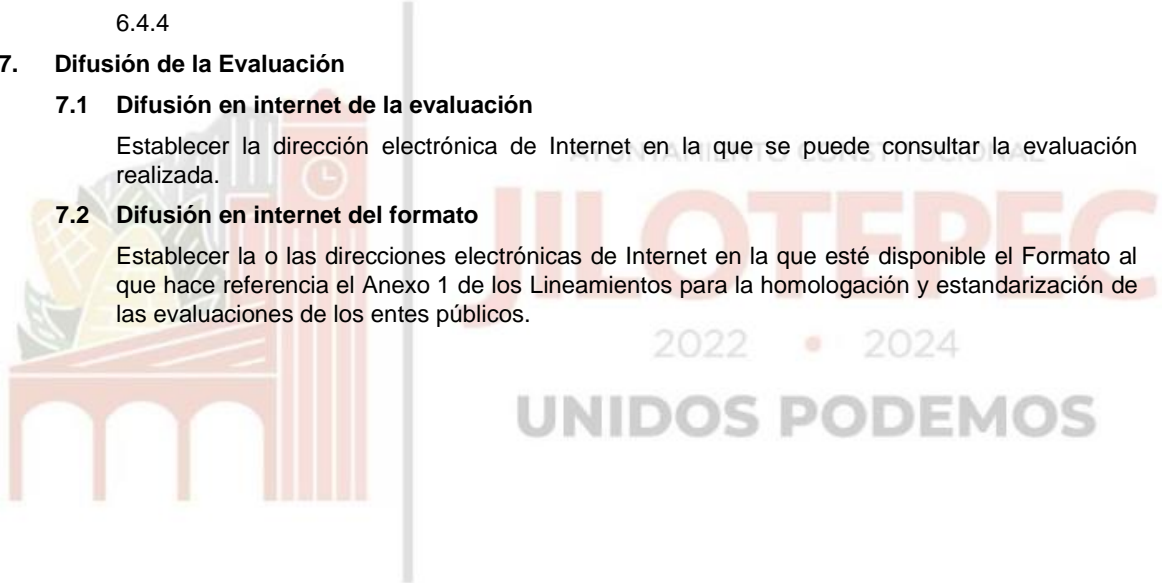 6.4.4
7. Difusión de la Evaluación
7.1 Difusión en internet de la evaluación
Establecer la dirección electrónica de Internet en la que se puede consultar la evaluación
realizada.
AYUNTAMIENTO CONSTITUCIONAL
JILOTEPEC
7.2 Difusión en internet del formato
Establecer la o las direcciones electrónicas de Internet en la que esté disponible el Formato al
que hace referencia el Anexo 1 de los Lineamientos para la homologación y estandarización de
las evaluaciones de los entes públicos.
2022 • 2024
UNIDOS PODEMOS